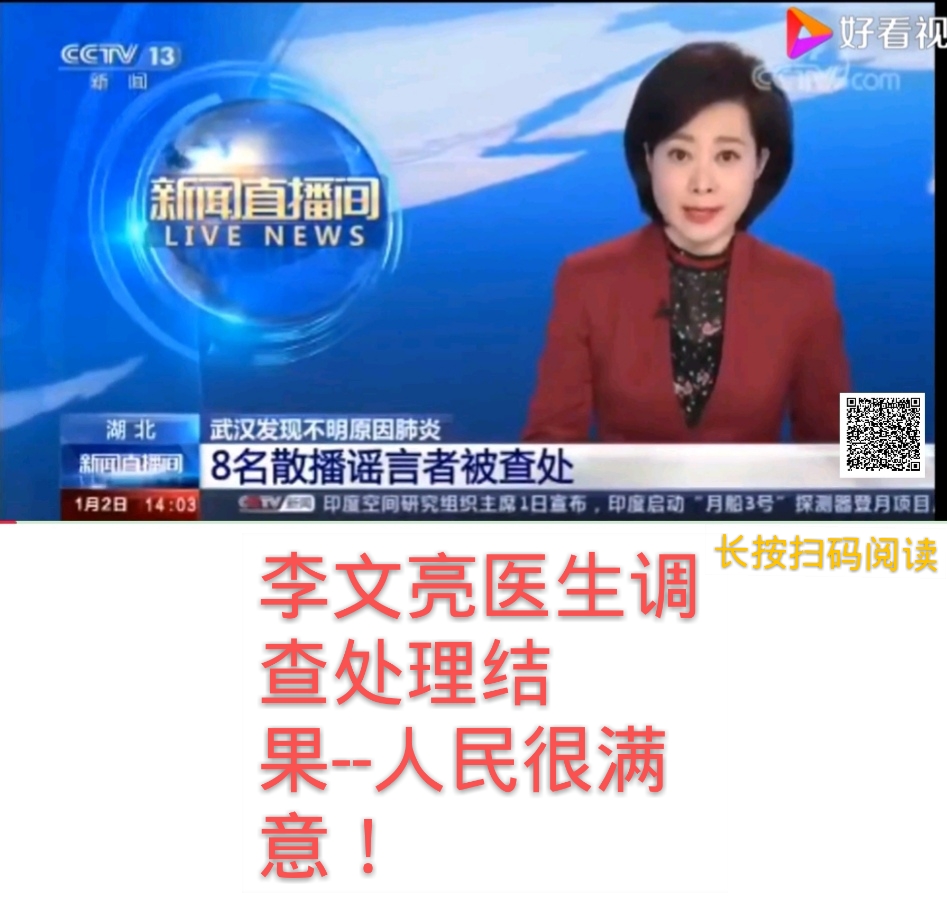 CCTV 13
新闻
好看视
CCTV.com
新闻直播间
LIVE NEWS
湖北
武汉发现不明原因肺炎
新闻直播间
8名散播谣言者被查处
1月2日 14:03
CCTV 新闻 印度空间研究组织主席1日宣布，印度启动“月船3号”探测器登月项目
长按扫码阅读
李文亮医生调
查处理结
果--人民很满
意！